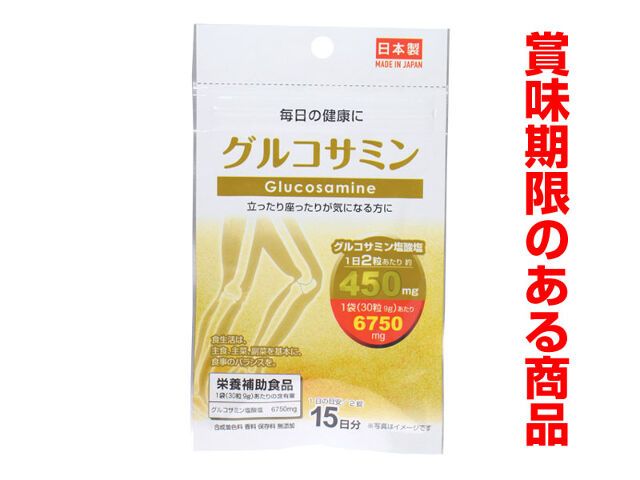 日本製
MADE IN JAPAN
毎日の健康に
グルコサミン
Glucosamine
立ったり座ったりが気になる方に
グルコサミン塩酸塩
1日2粒あたり 約
450mg
1袋(30粒 9g)あたり
6750
mg
食生活は、
主食、主菜、副菜を基本に、
食事のバランスを。
栄養補助食品
1袋(30粒 9g)あたりの含有量
グルコサミン塩酸塩 6750mg
合成着色料 香料 保存料 無添加
1日の目安 2錠
15日分
※写真はイメージです
賞味期限のある商品